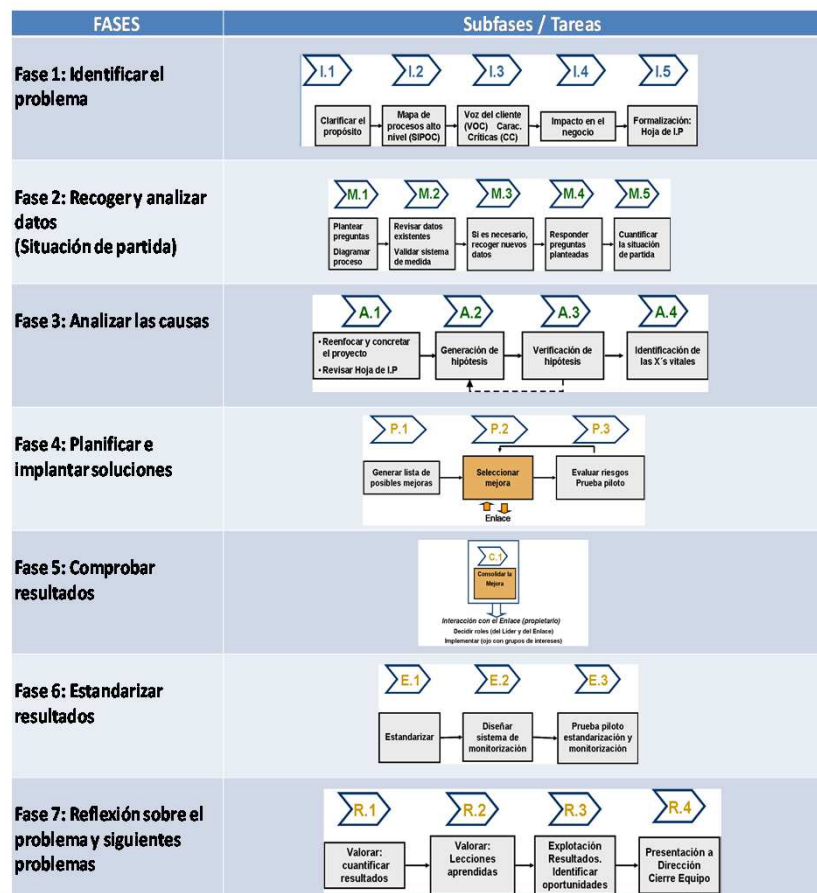 FASES
Subfases / Tareas
Fase 1: Identificar el
problema
I.1 I.2 I.3 I.4 I.5
Clarificar el
propósito
Mapa de
procesos alto
nivel (SIPOC)
Voz del cliente
(VOC) Carac.
Críticas (CC)
Impacto en el
negocio
Formalización:
Hoja de I.P
Fase 2: Recoger y analizar
datos
(Situación de partida)
M.1 M.2 M.3 M.4 M.5
Plantear
preguntas
Diagramar
proceso
Revisar datos
existentes
Validar sistema
de medida
Si es necesario,
recoger nuevos
datos
Responder
preguntas
planteadas
Cuantificar
la situación
de partida
Fase 3: Analizar las causas
A.1 A.2 A.3 A.4
• Reenfocar y concretar
el proyecto
• Revisar Hoja de I.P
Generación de
hipótesis
Verificación de
hipótesis
Identificación de
las X´s vitales
Fase 4: Planificar e
implantar soluciones
P.1 P.2 P.3
Generar lista de
posibles mejoras
Seleccionar
mejora
Evaluar riesgos
Prueba piloto
Enlace
Fase 5: Comprobar
resultados
C.1
Consolidar la
Mejora
Interacción con el Enlace (propietario)
Decidir roles (del Líder y del Enlace)
Implementar (ojo con grupos de intereses)
Fase 6: Estandarizar
resultados
E.1 E.2 E.3
Estandarizar
Diseñar
sistema de
monitorización
Prueba piloto
estandarización y
monitorización
Fase 7: Reflexión sobre el
problema y siguientes
problemas
R.1 R.2 R.3 R.4
Valorar:
cuantificar
resultados
Valorar:
Lecciones
aprendidas
Explotación
Resultados.
Identificar
oportunidades
Presentación a
Dirección
Cierre Equipo